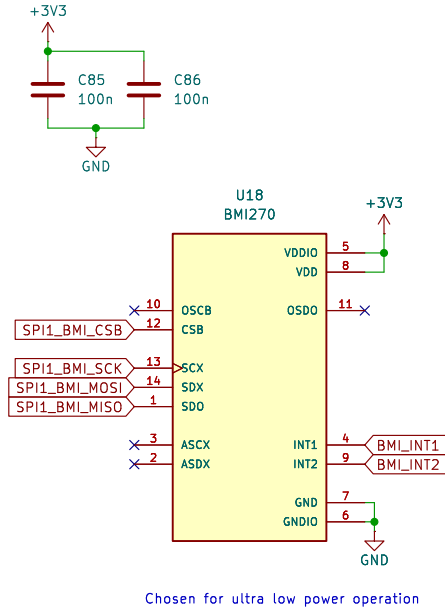 +3V3
C85
100n
C86
100n
GND
U18
BMI270
+3V3
VDDIO 5
VDD 8
10 OSCB
OSDO 11
SPI1_BMI_CSB 12 CSB
SPI1_BMI_SCK 13 SCX
SPI1_BMI_MOSI 14 SDX
SPI1_BMI_MISO 1 SDO
3 ASCX
INT1 4 BMI_INT1
2 ASDX
INT2 9 BMI_INT2
GND 7
GNDIO 6
GND
Chosen for ultra low power operation